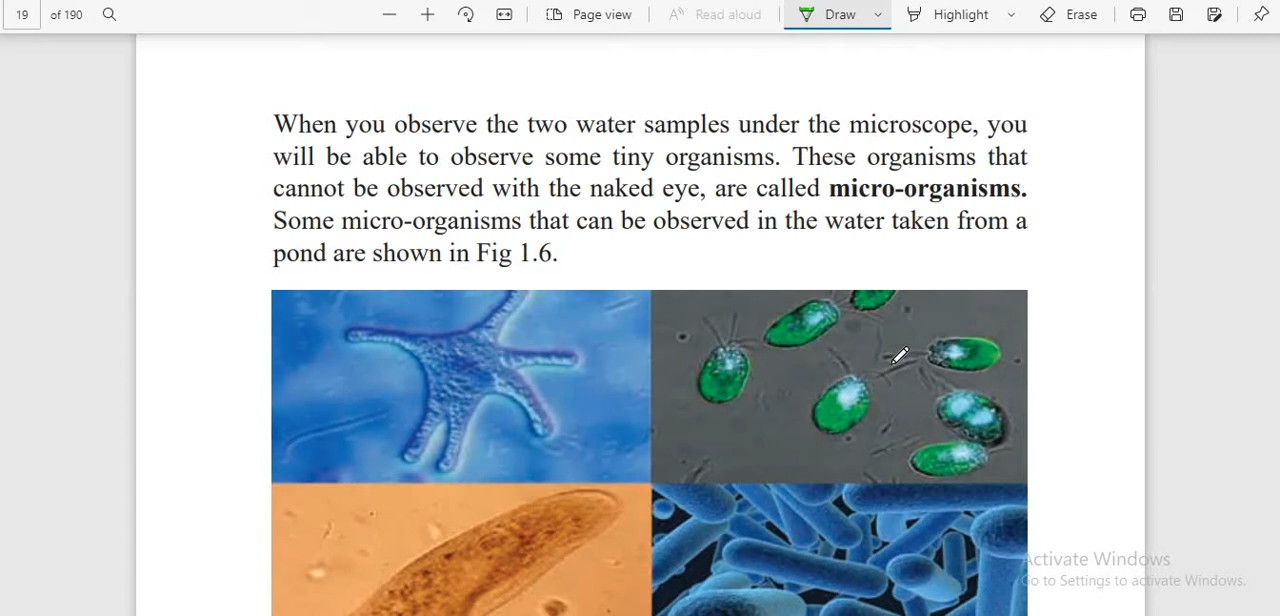 19 of 190 Page view Read aloud Draw Highlight Erase
When you observe the two water samples under the microscope, you
will be able to observe some tiny organisms. These organisms that
cannot be observed with the naked eye, are called micro-organisms.
Some micro-organisms that can be observed in the water taken from a
pond are shown in Fig 1.6.
Activate Windows
Go to Settings to activate Windows.